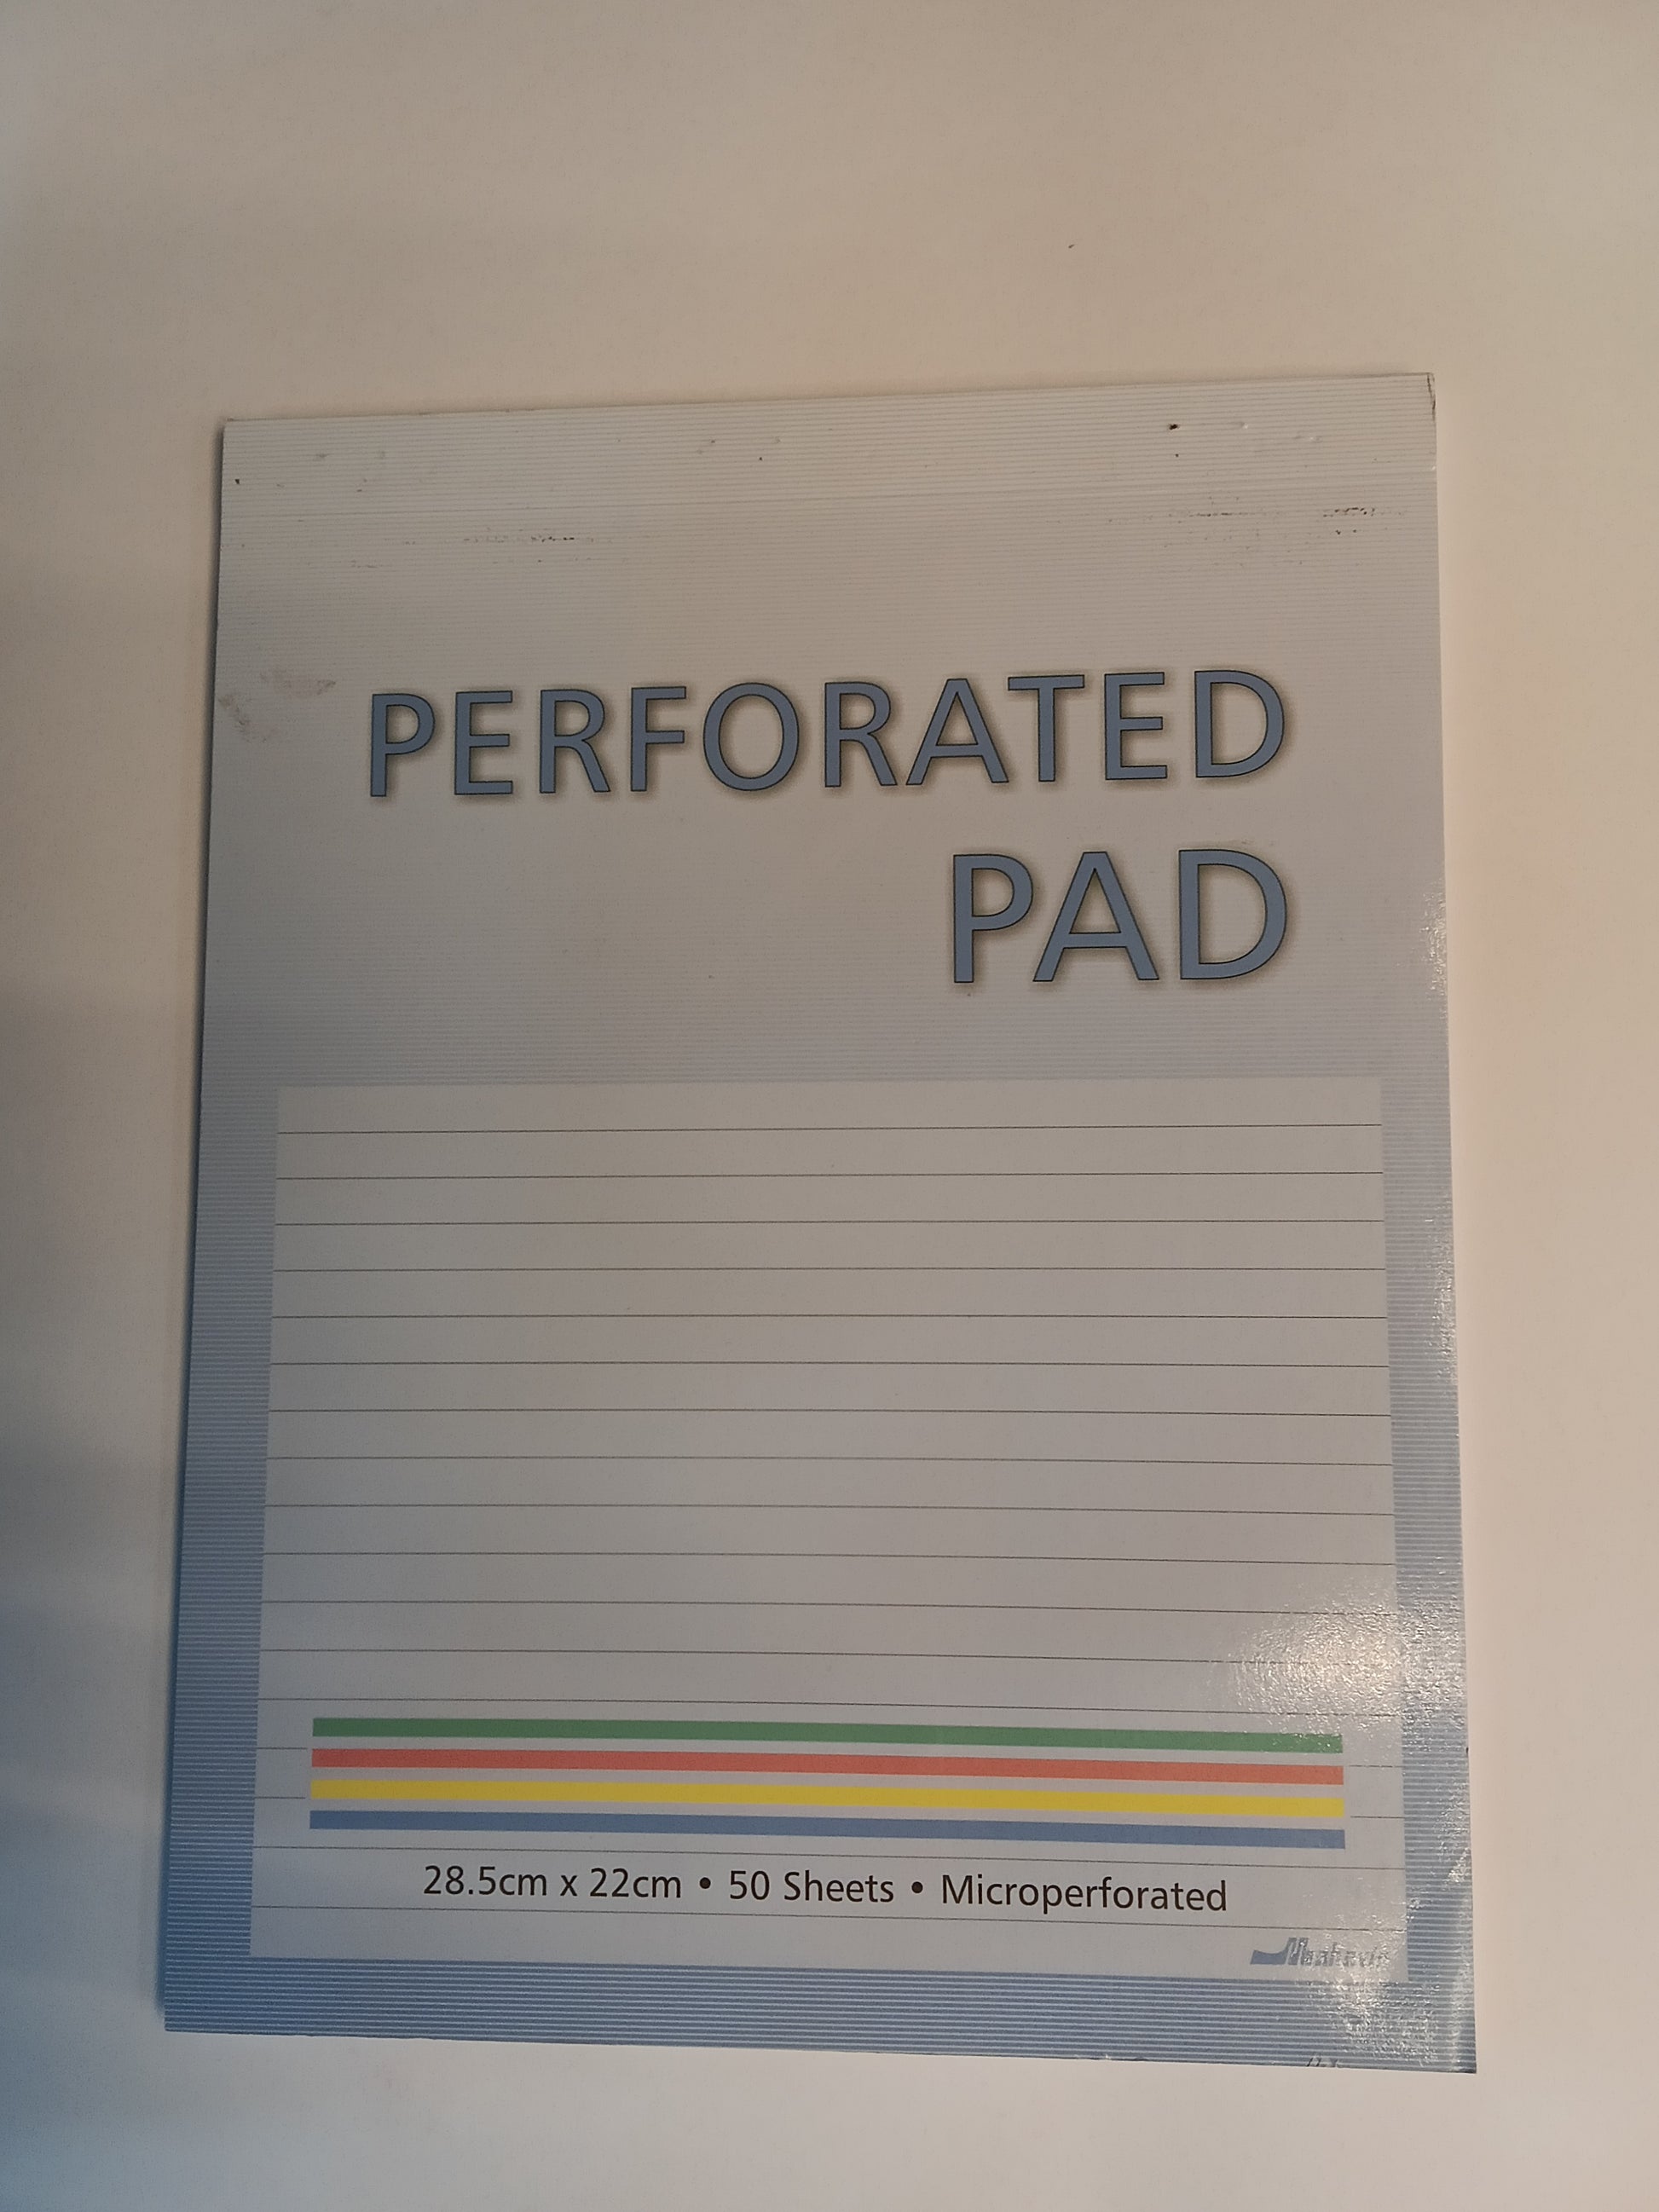 PERFORATED
PAD
28.5cm x 22cm • 50 Sheets • Microperforated